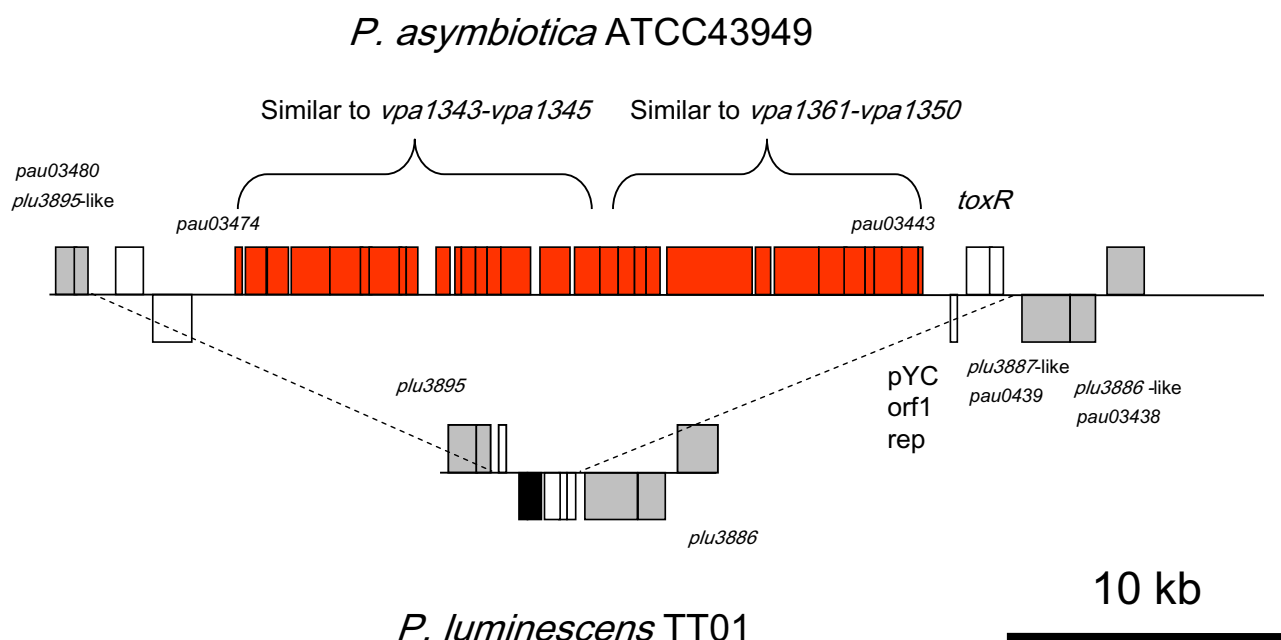 P. asymbiotica ATCC43949
Similar to vpa1343-vpa1345
Similar to vpa1361-vpa1350
pau03480
plu3895-like
pau03474
pau03443
toxR
plu3895
pYC
orf1
rep
plu3887-like
pau0439
plu3886 -like
pau03438
plu3886
10 kb
P. luminescens TT01